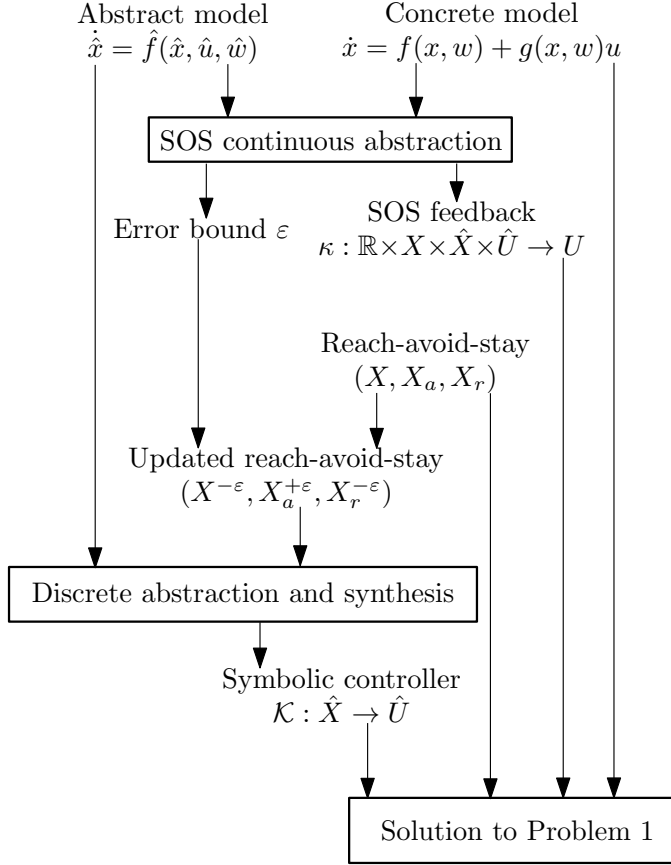 Abstract model
$\dot{\hat{x}} = \hat{f}(\hat{x}, \hat{u}, \hat{w})$
Concrete model
$\dot{x} = f(x, w) + g(x, w)u$
SOS continuous abstraction
Error bound $\varepsilon$
SOS feedback
$\kappa : \mathbb{R} \times X \times \hat{X} \times \hat{U} \to U$
Reach-avoid-stay
$(X, X_a, X_r)$
Updated reach-avoid-stay
$(X^{-\varepsilon}, X_a^{+\varepsilon}, X_r^{-\varepsilon})$
Discrete abstraction and synthesis
Symbolic controller
$\mathcal{K} : \hat{X} \to \hat{U}$
Solution to Problem 1